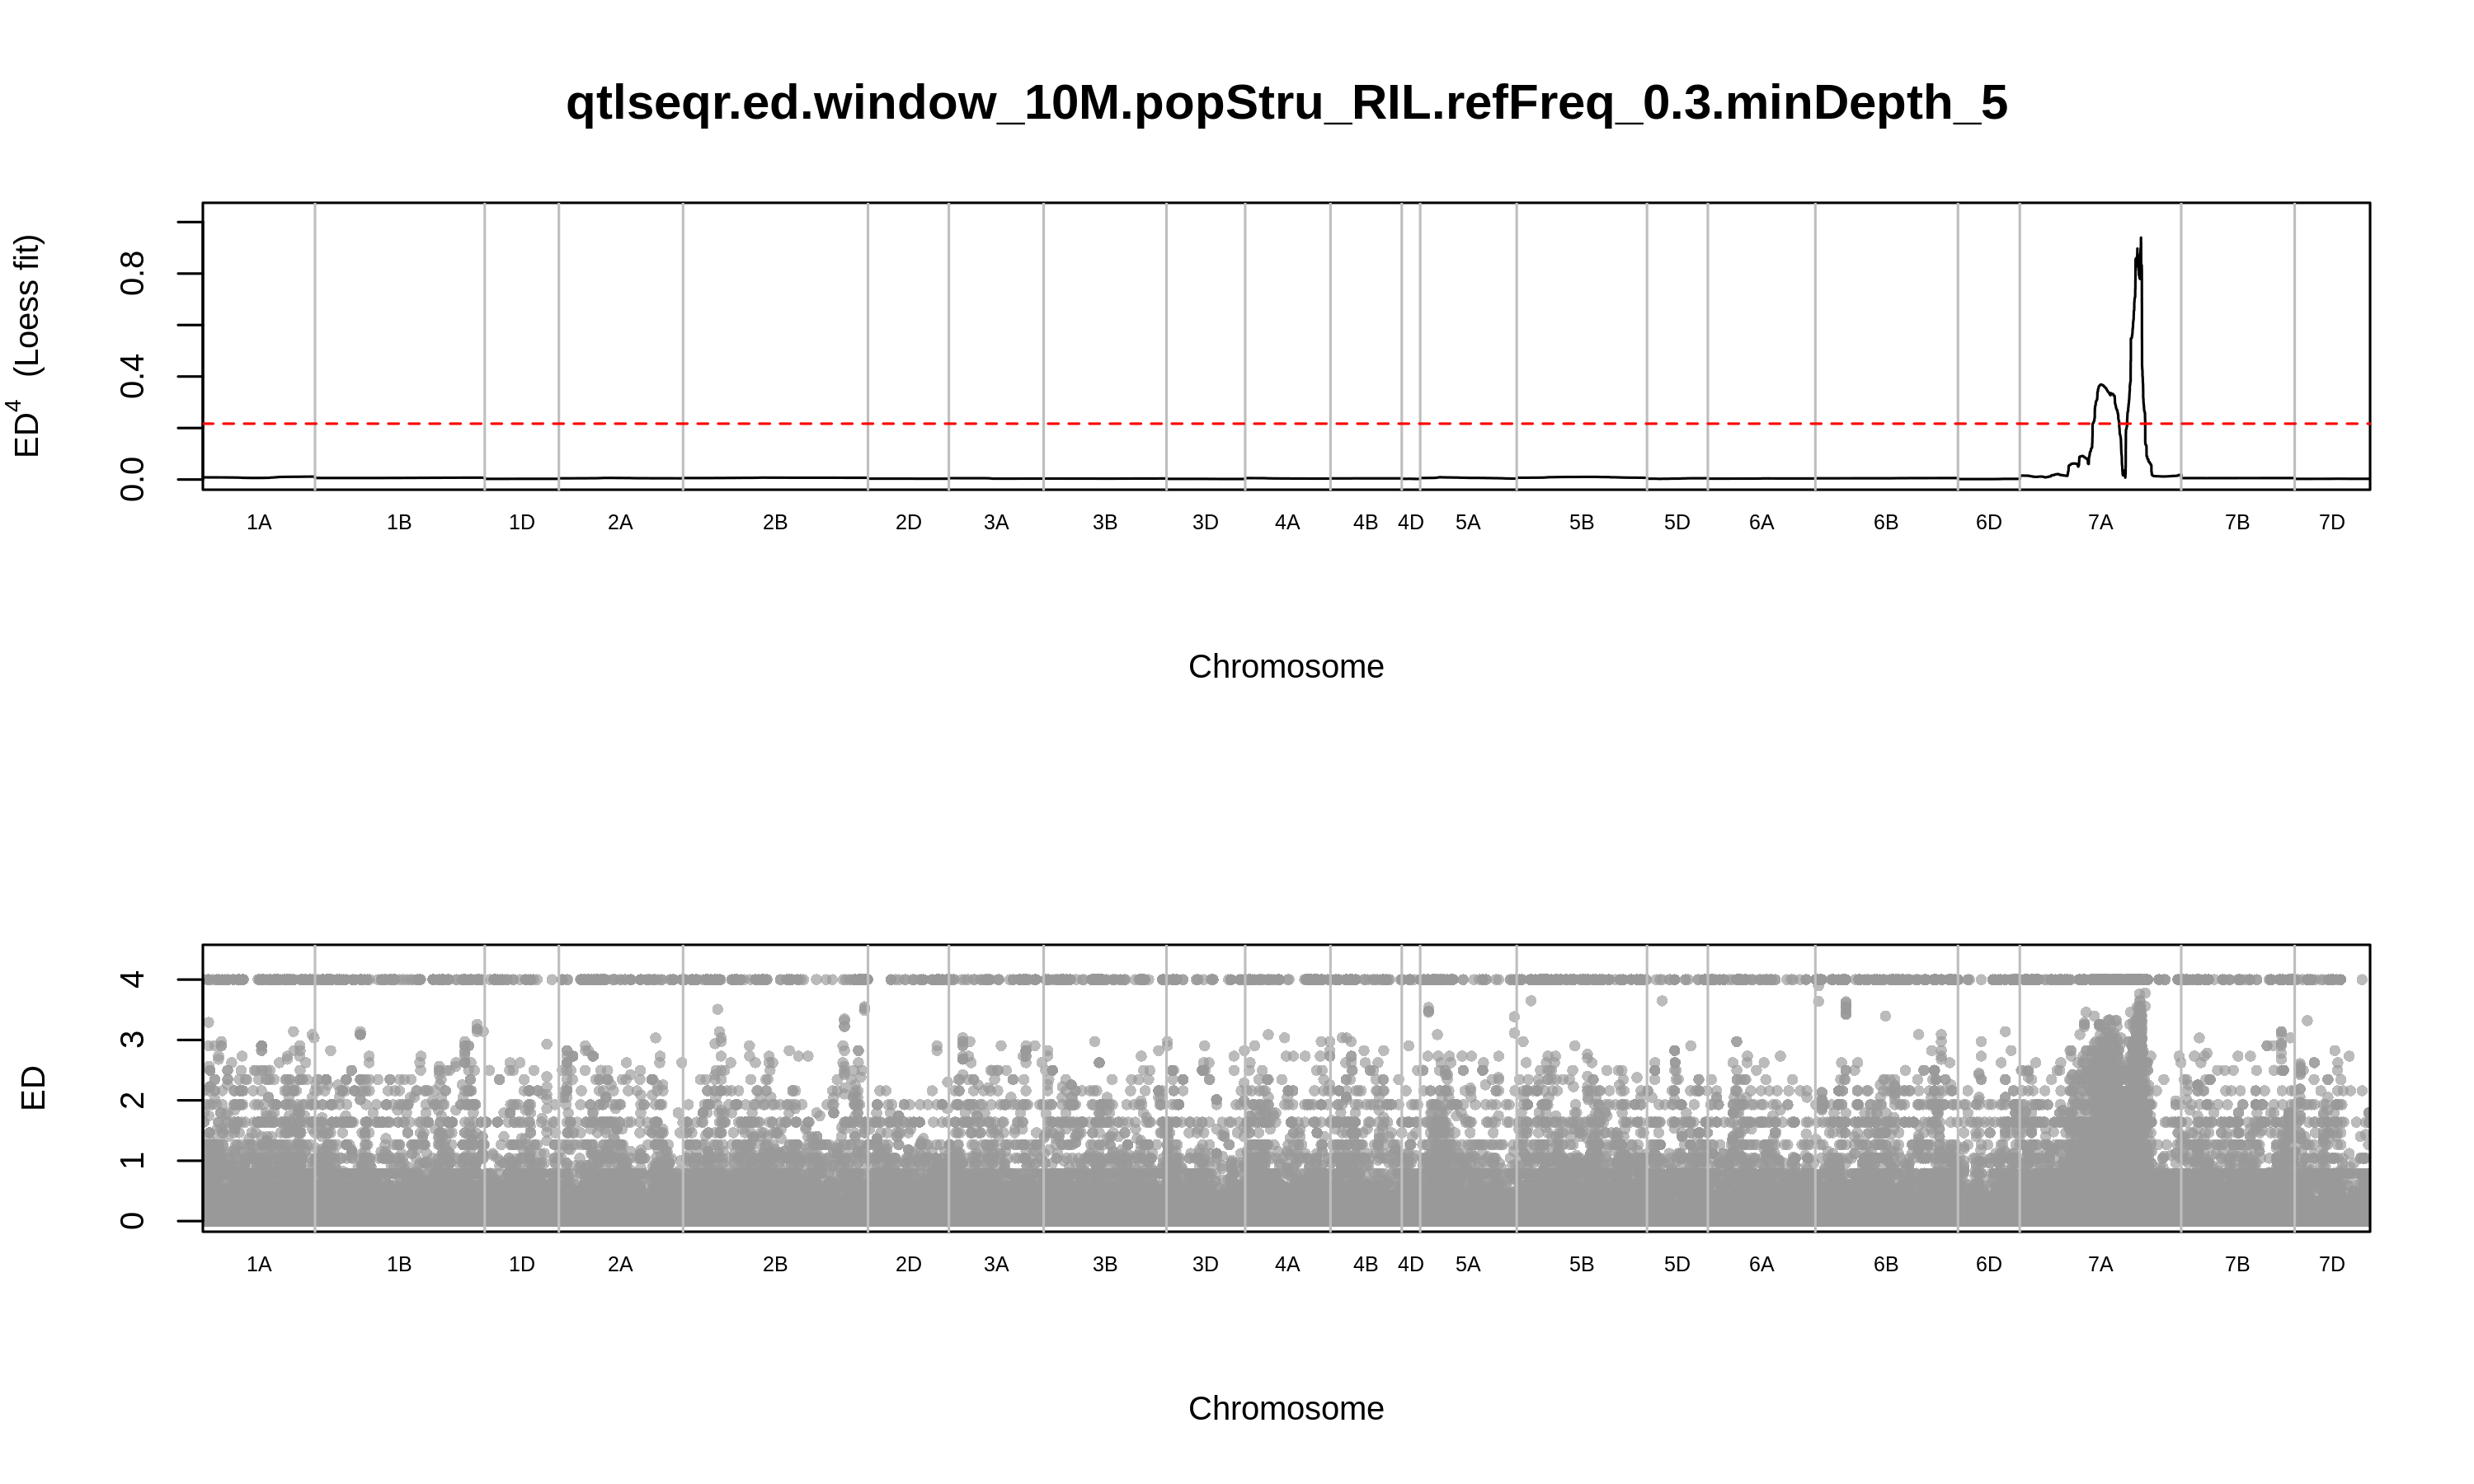 qtlseqr.ed.window_10M.popStru_RIL.refFreq_0.3.minDepth_5
ED4 (Loess fit)
0.8
0.4
0.0
1A 1B 1D 2A 2B 2D 3A 3B 3D 4A 4B 4D 5A 5B 5D 6A 6B 6D 7A 7B 7D
Chromosome
ED
4
3
2
1
0
1A 1B 1D 2A 2B 2D 3A 3B 3D 4A 4B 4D 5A 5B 5D 6A 6B 6D 7A 7B 7D
Chromosome